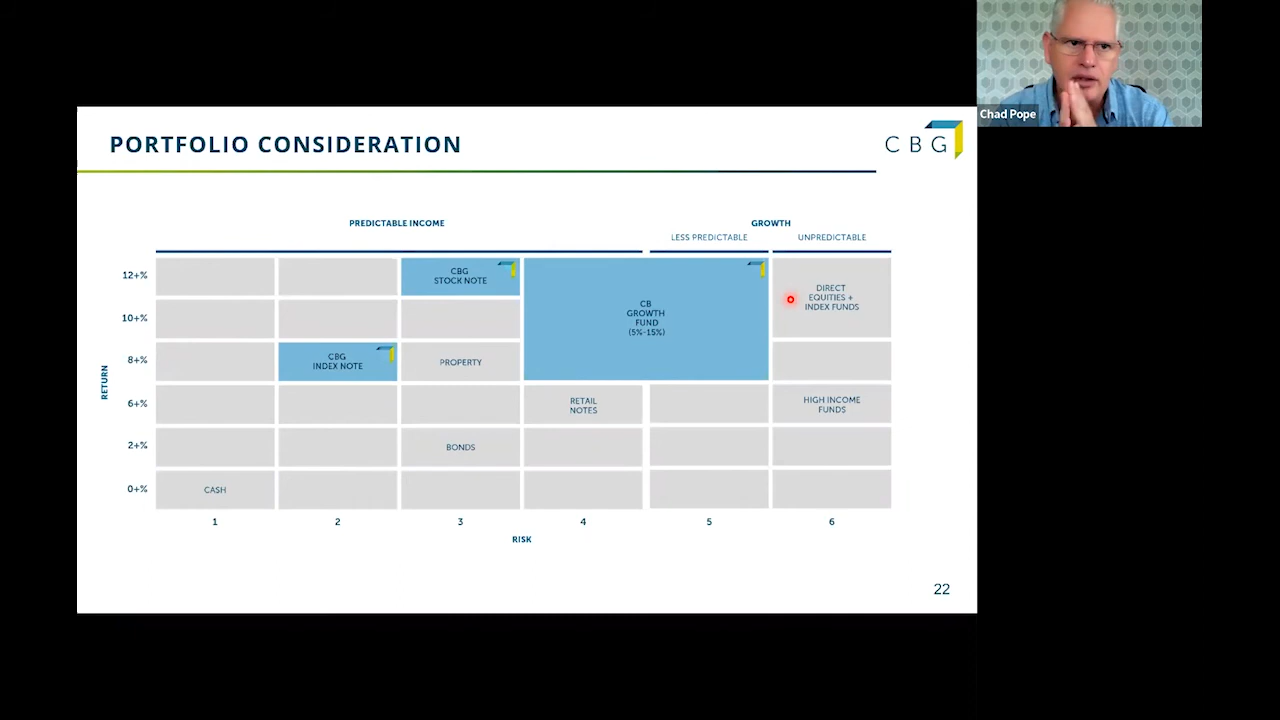 Chad Pope
PORTFOLIO CONSIDERATION
CBG
PREDICTABLE INCOME
GROWTH
LESS PREDICTABLE
UNPREDICTABLE
RETURN
12+%
CBG
STOCK NOTE
CB
GROWTH
FUND
(5%-15%)
DIRECT
EQUITIES +
INDEX FUNDS
10+%
8+%
CBG
INDEX NOTE
PROPERTY
6+%
RETAIL
NOTES
HIGH INCOME
FUNDS
2+%
BONDS
0+%
CASH
1
2
3
4
5
6
RISK
22